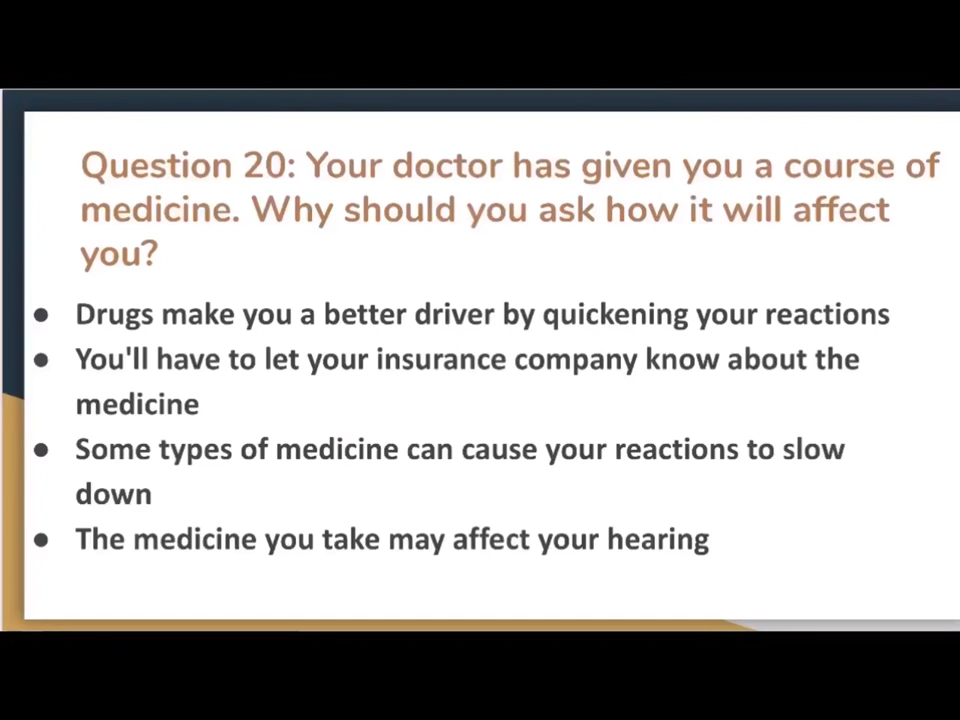 Question 20: Your doctor has given you a course of
medicine. Why should you ask how it will affect
you?
● Drugs make you a better driver by quickening your reactions
● You'll have to let your insurance company know about the
medicine
● Some types of medicine can cause your reactions to slow
down
● The medicine you take may affect your hearing